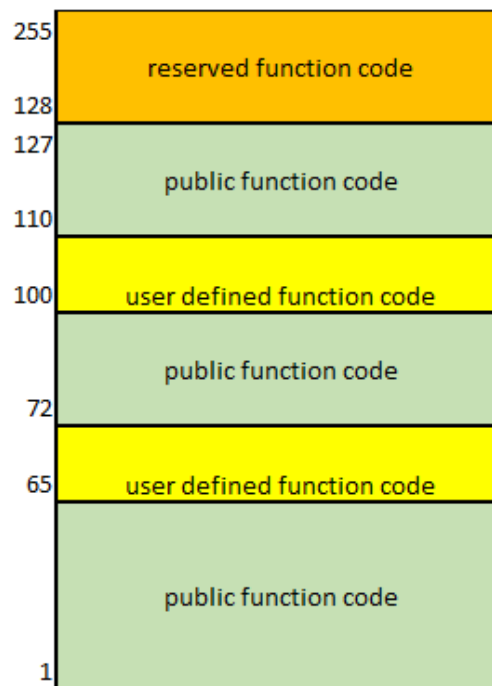 255
reserved function code
128
127
public function code
110
100 user defined function code
public function code
72
65 user defined function code
public function code
1